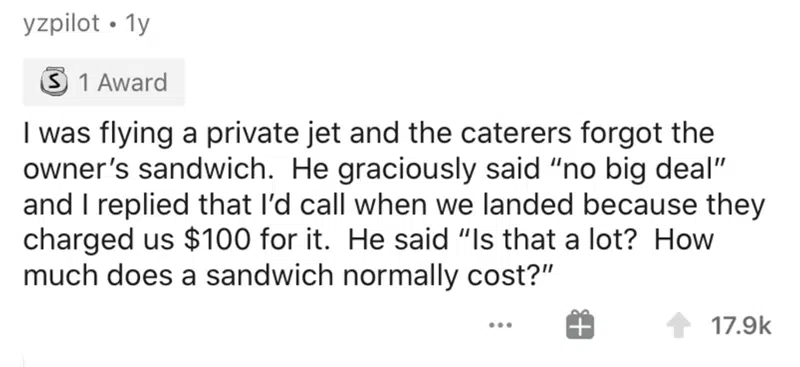 yzpilot • 1y
S 1 Award
I was flying a private jet and the caterers forgot the
owner’s sandwich.  He graciously said “no big deal”
and I replied that I’d call when we landed because they
charged us $100 for it.  He said “Is that a lot?  How
much does a sandwich normally cost?”
... 17.9k